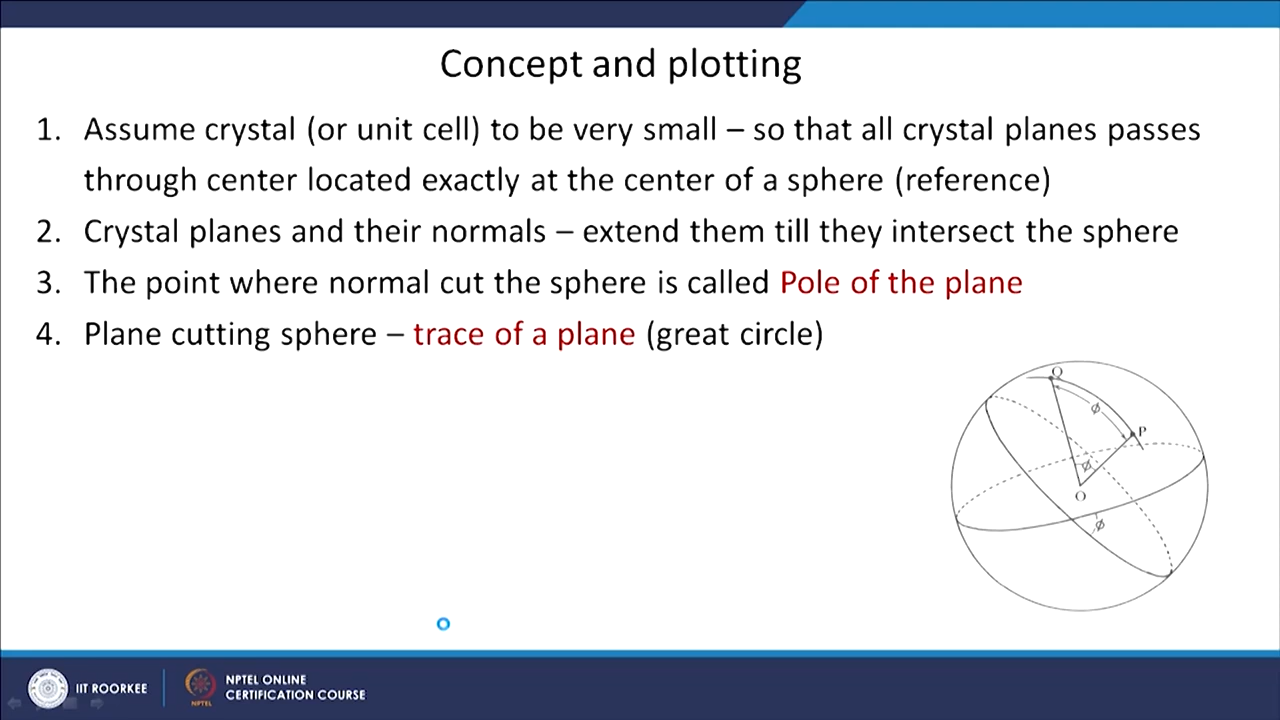 Concept and plotting
1. Assume crystal (or unit cell) to be very small – so that all crystal planes passes
through center located exactly at the center of a sphere (reference)
2. Crystal planes and their normals – extend them till they intersect the sphere
3. The point where normal cut the sphere is called Pole of the plane
4. Plane cutting sphere – trace of a plane (great circle)
Q
ϕ
P
ϕ
O
ϕ
IIT ROORKEE
NPTEL
NPTEL ONLINE
CERTIFICATION COURSE